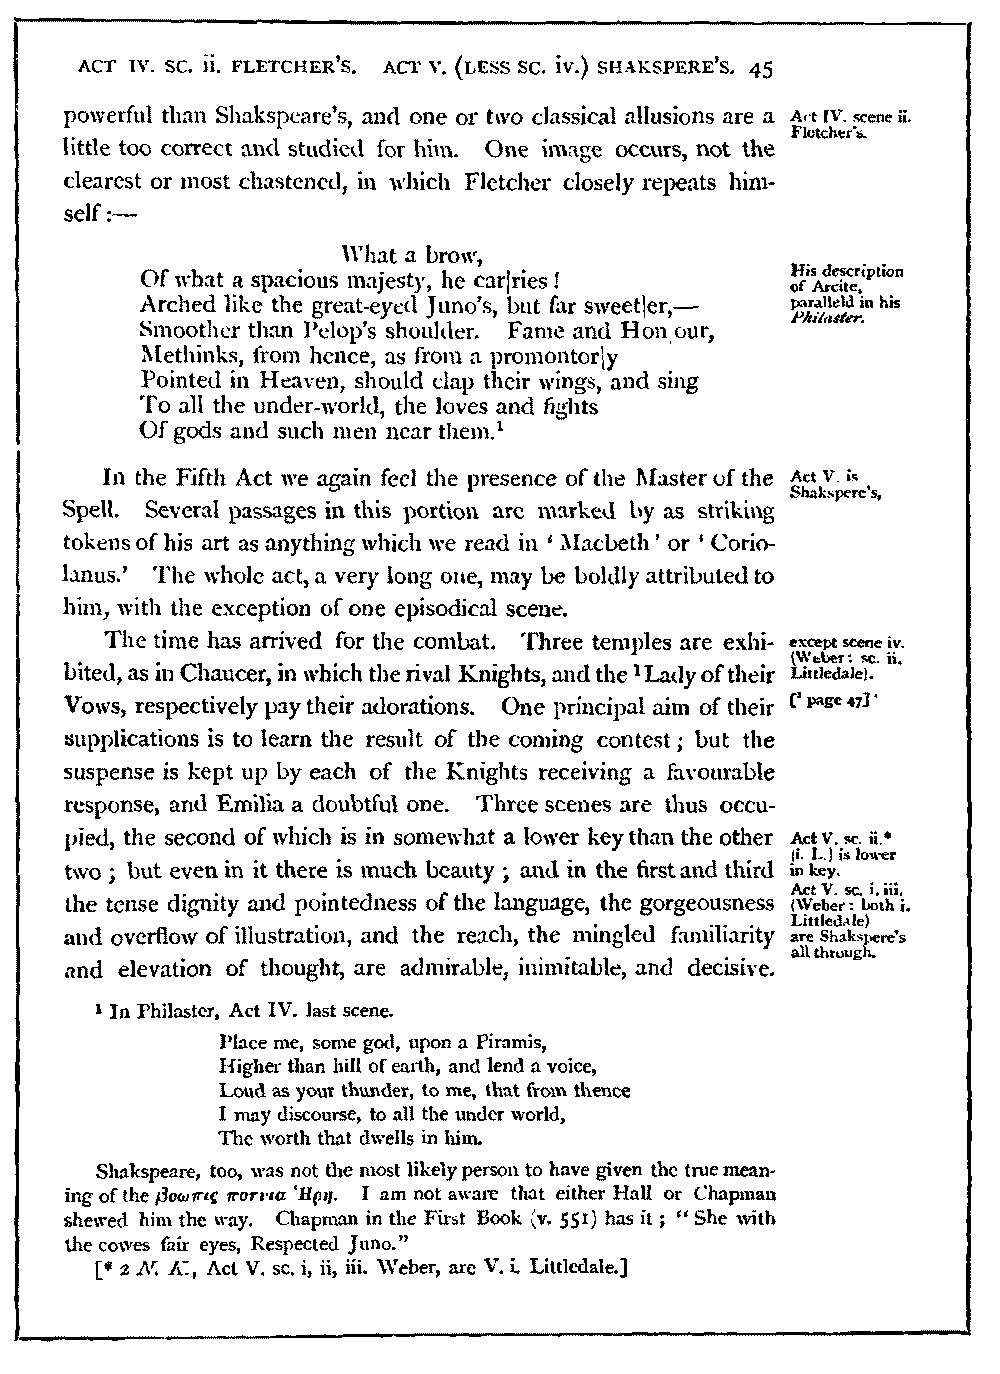 ACT IV. SC. ii. FLETCHER'S. ACT V. (LESS SC. iv.) SHAKSPERE'S. 45
powerful than Shakspeare's, and one or two classical allusions are a
little too correct and studied for him. One image occurs, not the
clearest or most chastened, in which Fletcher closely repeats him-
self :—
Act IV. scene ii.
Fletcher's.
What a brow,
Of what a spacious majesty, he car|ries !
Arched like the great-eyed Juno's, but far sweet|er,—
Smoother than Pelop's shoulder. Fame and Hon|our,
Methinks, from hence, as from a promontor|y
Pointed in Heaven, should clap their wings, and sing
To all the under-world, the loves and fights
Of gods and such men near them.¹
His description
of Arcite,
paralleld in his
Philaster.
In the Fifth Act we again feel the presence of the Master of the
Spell. Several passages in this portion are marked by as striking
tokens of his art as anything which we read in ‘ Macbeth ’ or ‘ Corio-
lanus.’ The whole act, a very long one, may be boldly attributed to
him, with the exception of one episodical scene.
Act V. is
Shakspere's,
The time has arrived for the combat. Three temples are exhi-
bited, as in Chaucer, in which the rival Knights, and the ¹Lady of their
Vows, respectively pay their adorations. One principal aim of their
supplications is to learn the result of the coming contest ; but the
suspense is kept up by each of the Knights receiving a favourable
response, and Emilia a doubtful one. Three scenes are thus occu-
pied, the second of which is in somewhat a lower key than the other
two ; but even in it there is much beauty ; and in the first and third
the tense dignity and pointedness of the language, the gorgeousness
and overflow of illustration, and the reach, the mingled familiarity
and elevation of thought, are admirable, inimitable, and decisive.
except scene iv.
(Weber : sc. ii.
Littledale).
[¹ page 47]
Act V. sc. ii.*
(i. L.) is lower
in key.
Act V. sc. i. iii.
(Weber : both i.
Littledale)
are Shakspere's
all through.
¹ In Philaster, Act IV. last scene.
Place me, some god, upon a Piramis,
Higher than hill of earth, and lend a voice,
Loud as your thunder, to me, that from thence
I may discourse, to all the under world,
The worth that dwells in him.
Shakspeare, too, was not the most likely person to have given the true mean-
ing of the βοωπις ποτνια Ἥρη. I am not aware that either Hall or Chapman
shewed him the way. Chapman in the First Book (v. 551) has it ; “ She with
the cowes fair eyes, Respected Juno.”
[* 2 N. K., Act V. sc. i, ii, iii. Weber, are V. i. Littledale.]